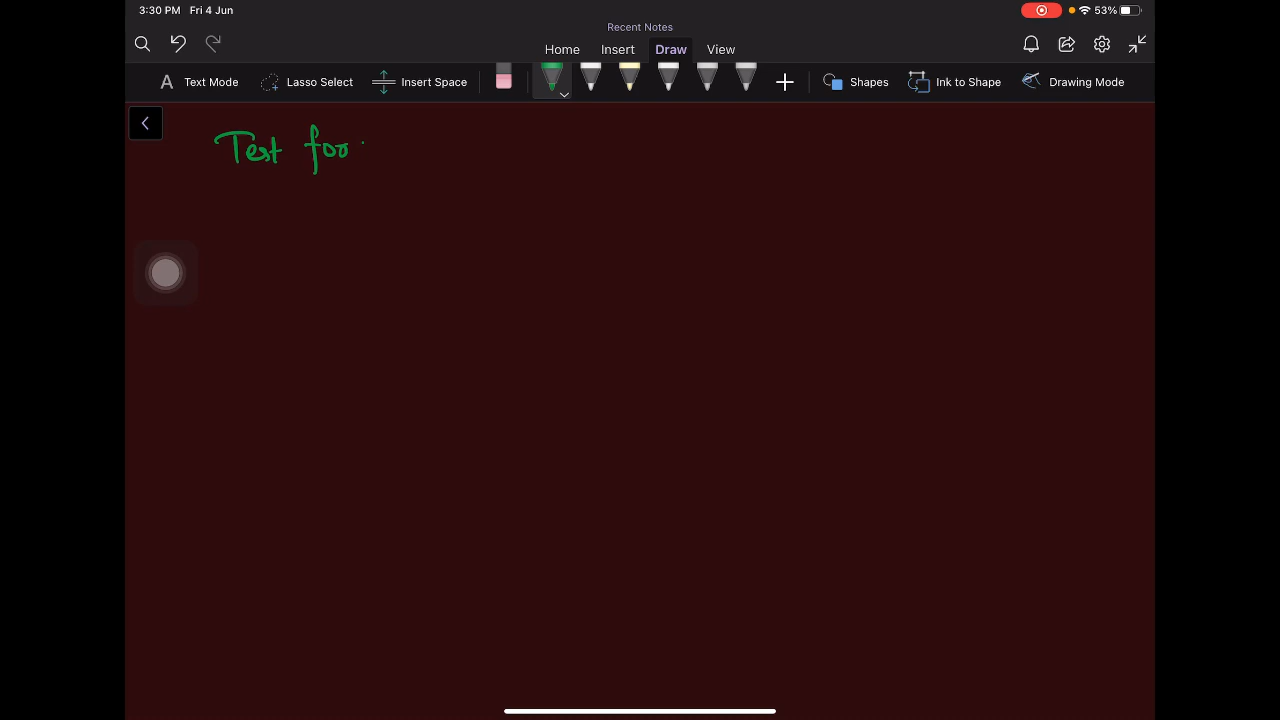 3:30 PM Fri 4 Jun 53%
Recent Notes
Home Insert Draw View
A Text Mode Lasso Select Insert Space Shapes Ink to Shape Drawing Mode
Test for